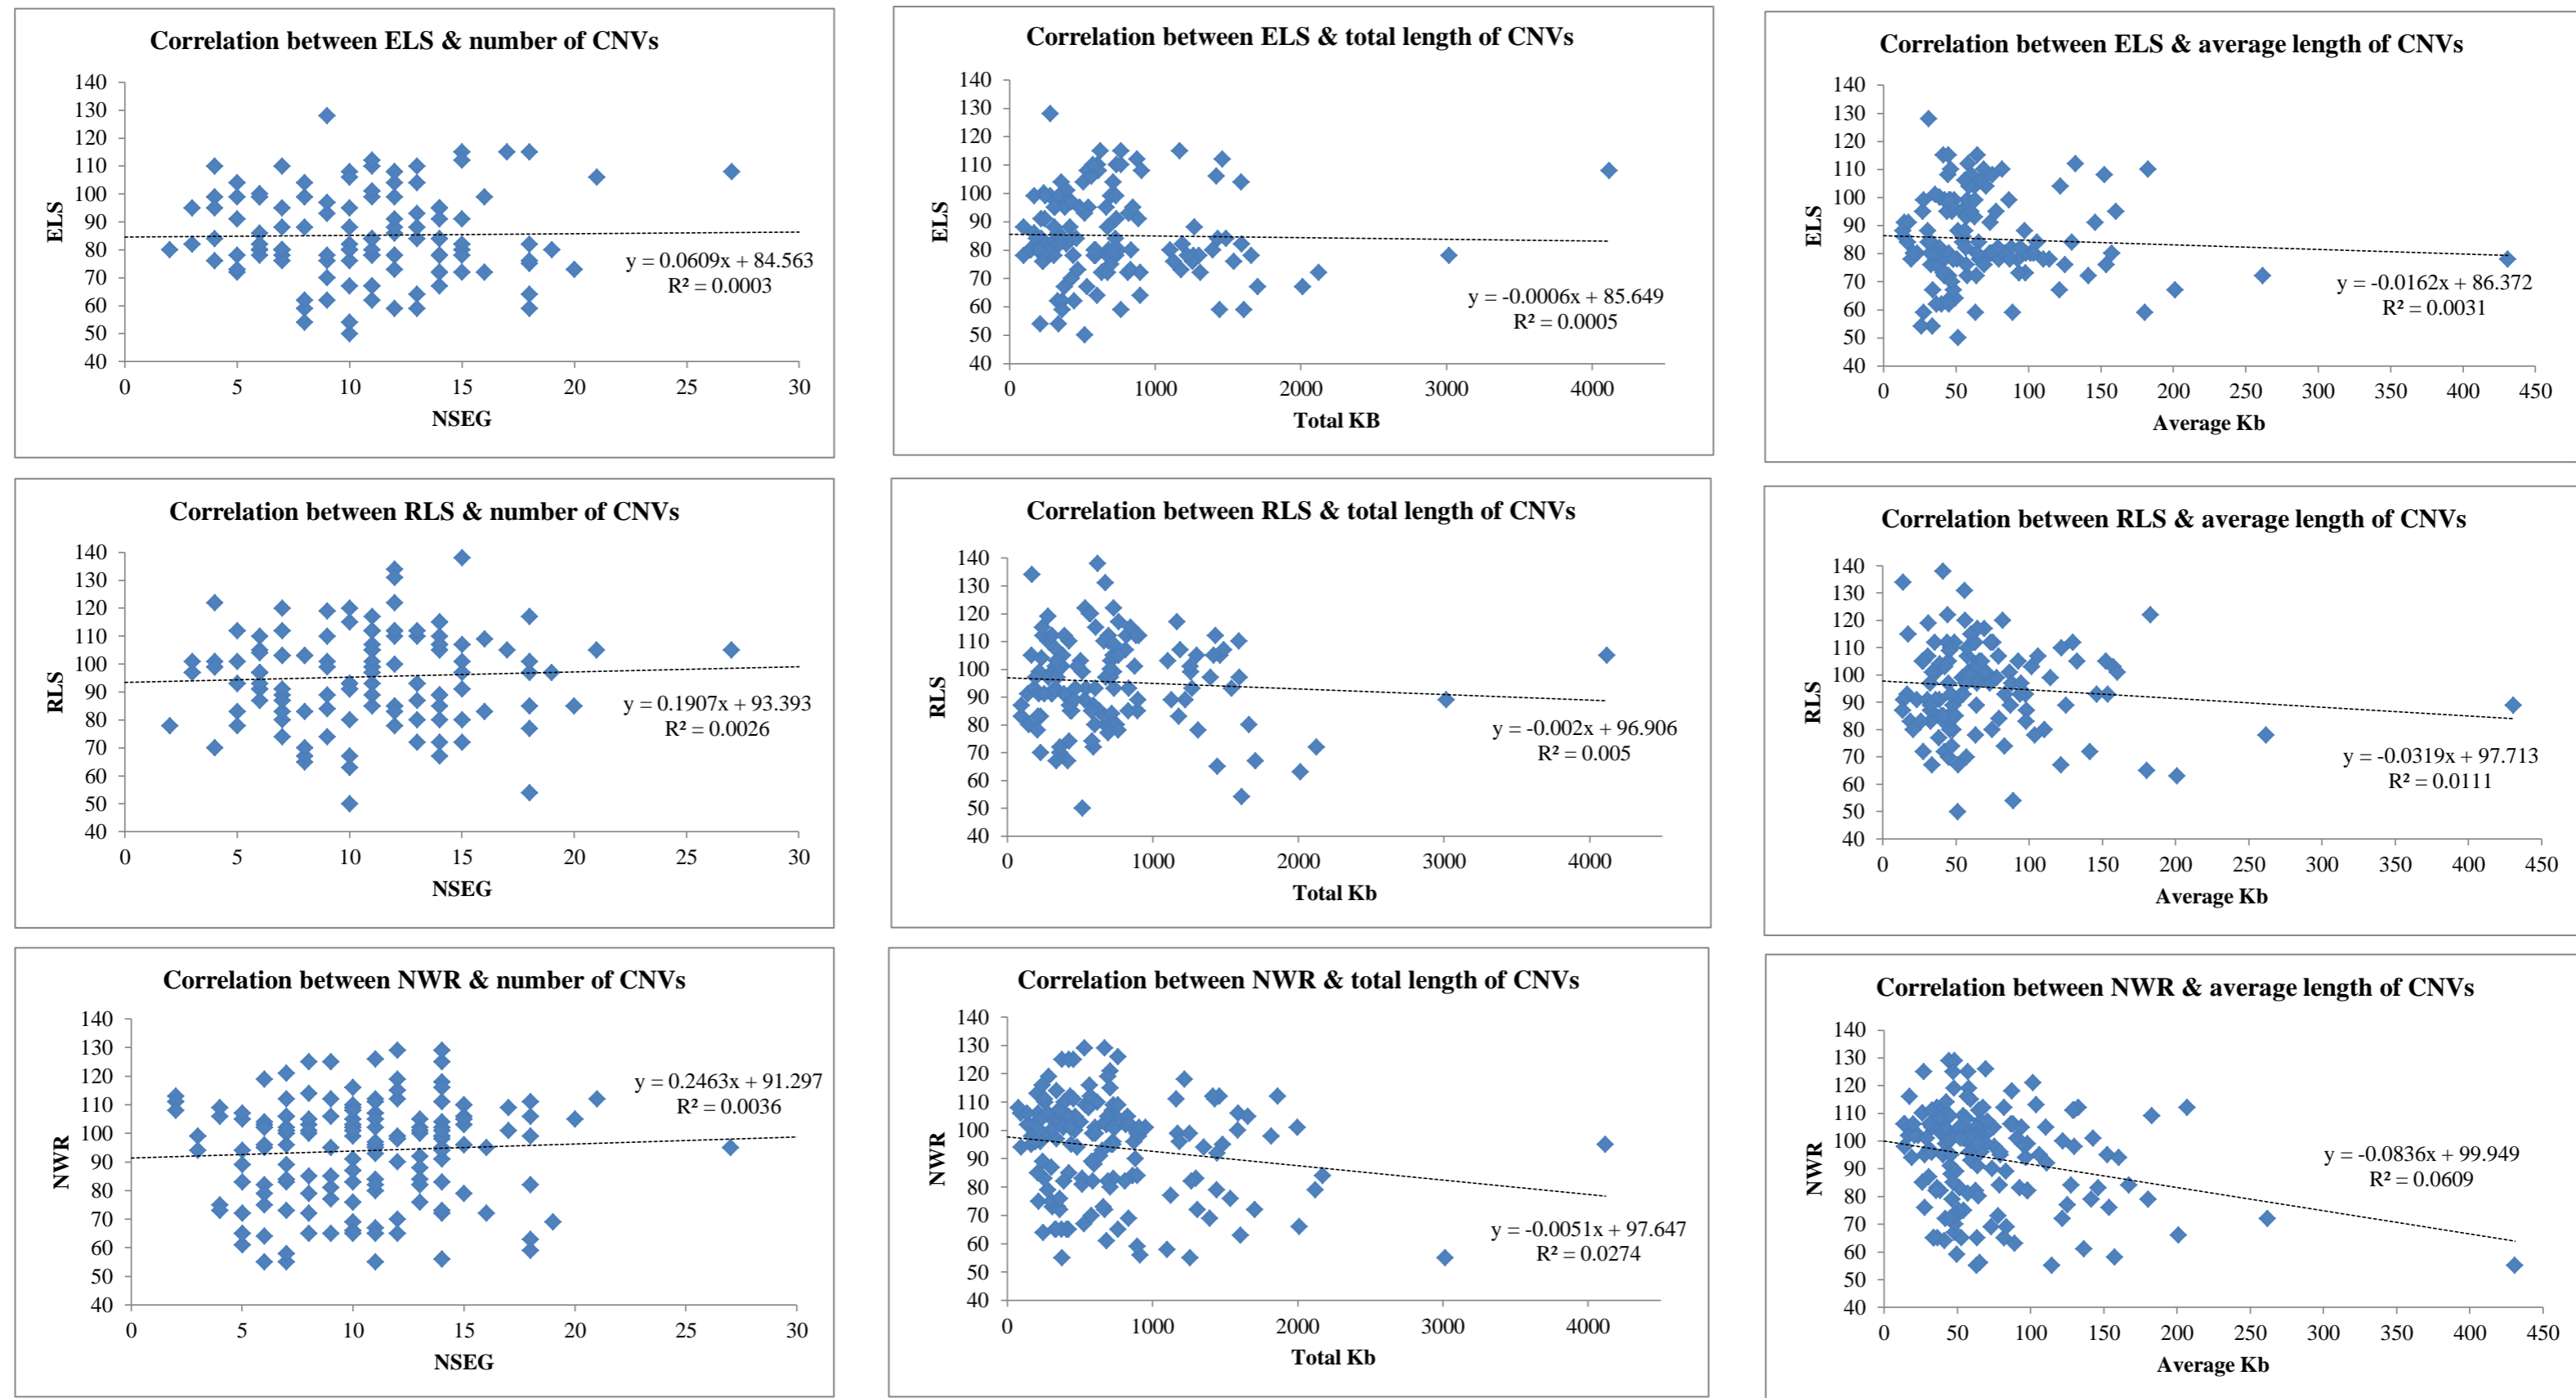 Correlation between ELS & number of CNVs
140
130
120
110
100
90
80
70
60
50
40
ELS
y = 0.0609x + 84.563
R² = 0.0003
0 5 10 15 20 25 30
NSEG
Correlation between ELS & total length of CNVs
140
130
120
110
100
90
80
70
60
50
40
ELS
y = -0.0006x + 85.649
R² = 0.0005
0 1000 2000 3000 4000
Total KB
Correlation between ELS & average length of CNVs
140
130
120
110
100
90
80
70
60
50
40
ELS
y = -0.0162x + 86.372
R² = 0.0031
0 50 100 150 200 250 300 350 400 450
Average Kb
Correlation between RLS & number of CNVs
140
130
120
110
100
90
80
70
60
50
40
RLS
y = 0.1907x + 93.393
R² = 0.0026
0 5 10 15 20 25 30
NSEG
Correlation between RLS & total length of CNVs
140
130
120
110
100
90
80
70
60
50
40
RLS
y = -0.002x + 96.906
R² = 0.005
0 1000 2000 3000 4000
Total Kb
Correlation between RLS & average length of CNVs
140
130
120
110
100
90
80
70
60
50
40
RLS
y = -0.0319x + 97.713
R² = 0.0111
0 50 100 150 200 250 300 350 400 450
Average Kb
Correlation between NWR & number of CNVs
140
130
120
110
100
90
80
70
60
50
40
NWR
y = 0.2463x + 91.297
R² = 0.0036
0 5 10 15 20 25 30
NSEG
Correlation between NWR & total length of CNVs
140
130
120
110
100
90
80
70
60
50
40
NWR
y = -0.0051x + 97.647
R² = 0.0274
0 1000 2000 3000 4000
Total Kb
Correlation between NWR & average length of CNVs
140
130
120
110
100
90
80
70
60
50
40
NWR
y = -0.0836x + 99.949
R² = 0.0609
0 50 100 150 200 250 300 350 400 450
Average Kb